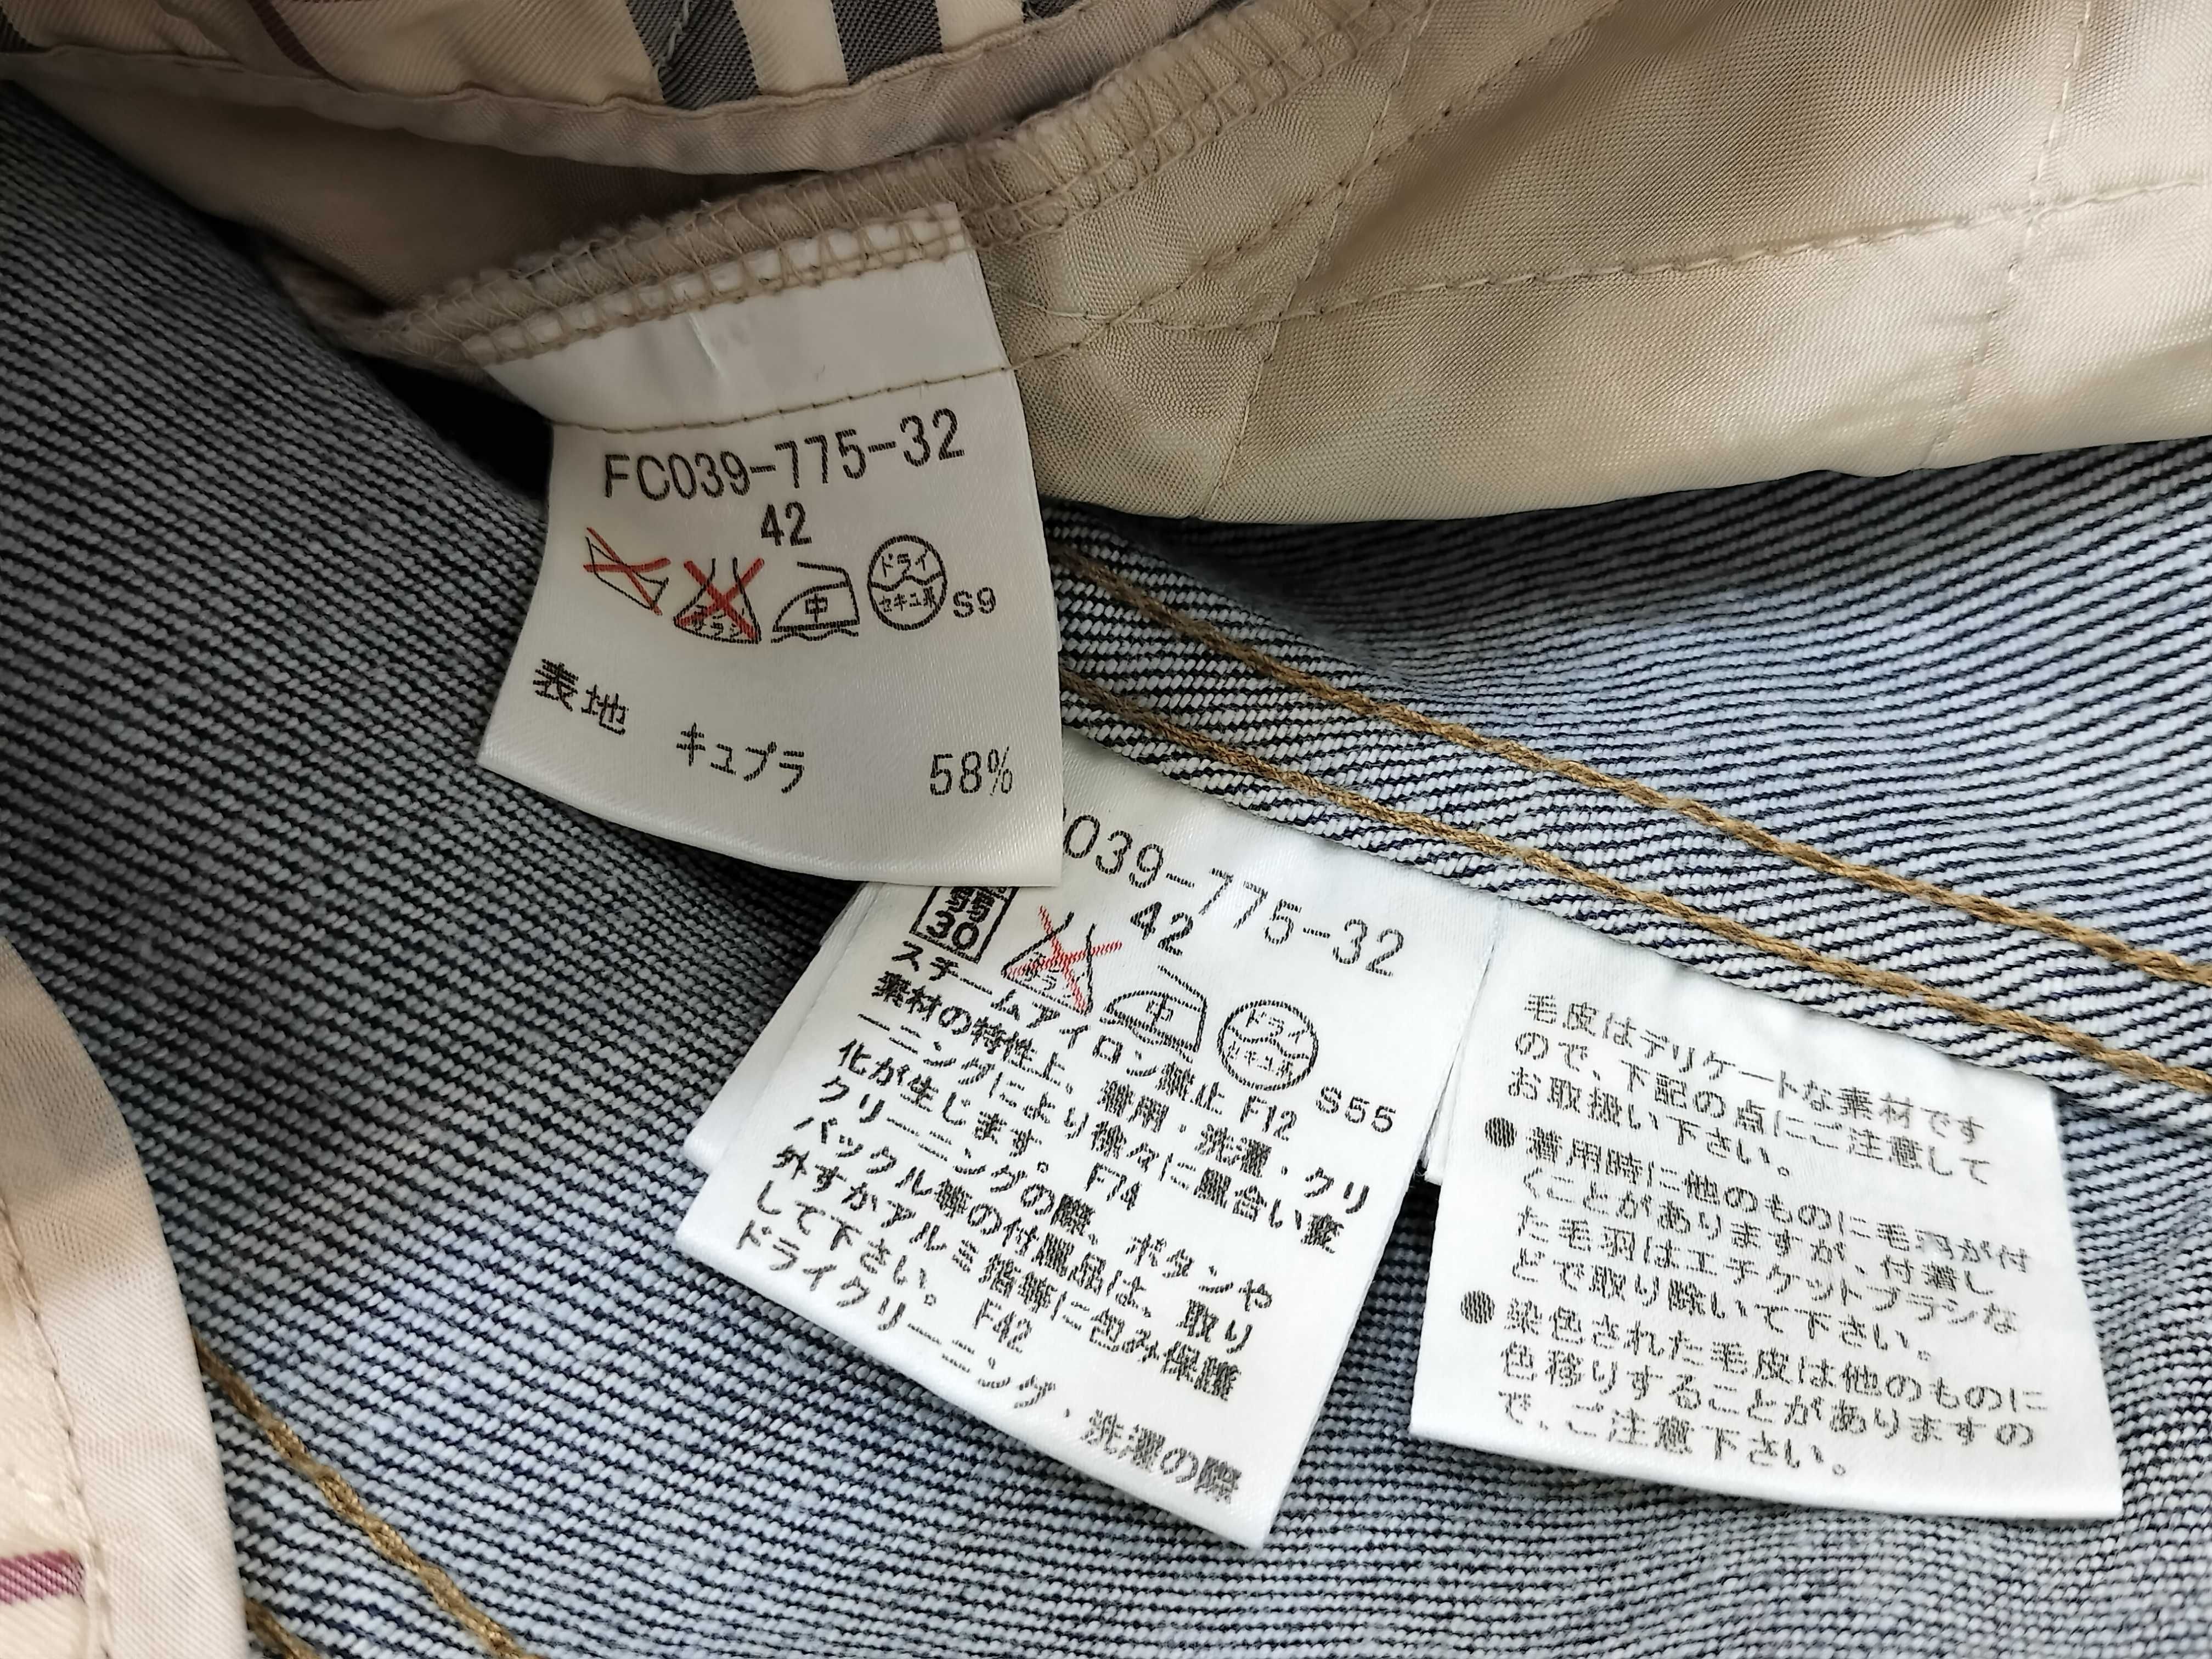 FC039-775-32
42
ドライ
セキユ系
S9
中
表地 キュプラ 58%
039-775-32
42
弱
30
中
ドライ
セキユ系
S55
スチームアイロン禁止 F12
素材の特性上、着用・洗濯・クリ
ーニングにより徐々に風合い変
化が生じます。 F74
クリーニングの際、ボタンや
バックル等の付属品は、取り
外すかアルミ箔等に包み保護
して下さい。 F42
ドライクリーニング、洗濯の際
毛皮はデリケートな素材です
ので、下記の点にご注意して
お取扱い下さい。
●着用時に他のものに毛羽が付
くことがありますが、付着し
た毛羽はエチケットブラシな
どで取り除いて下さい。
●染色された毛皮は他のものに
色移りすることがありますの
で、ご注意下さい。